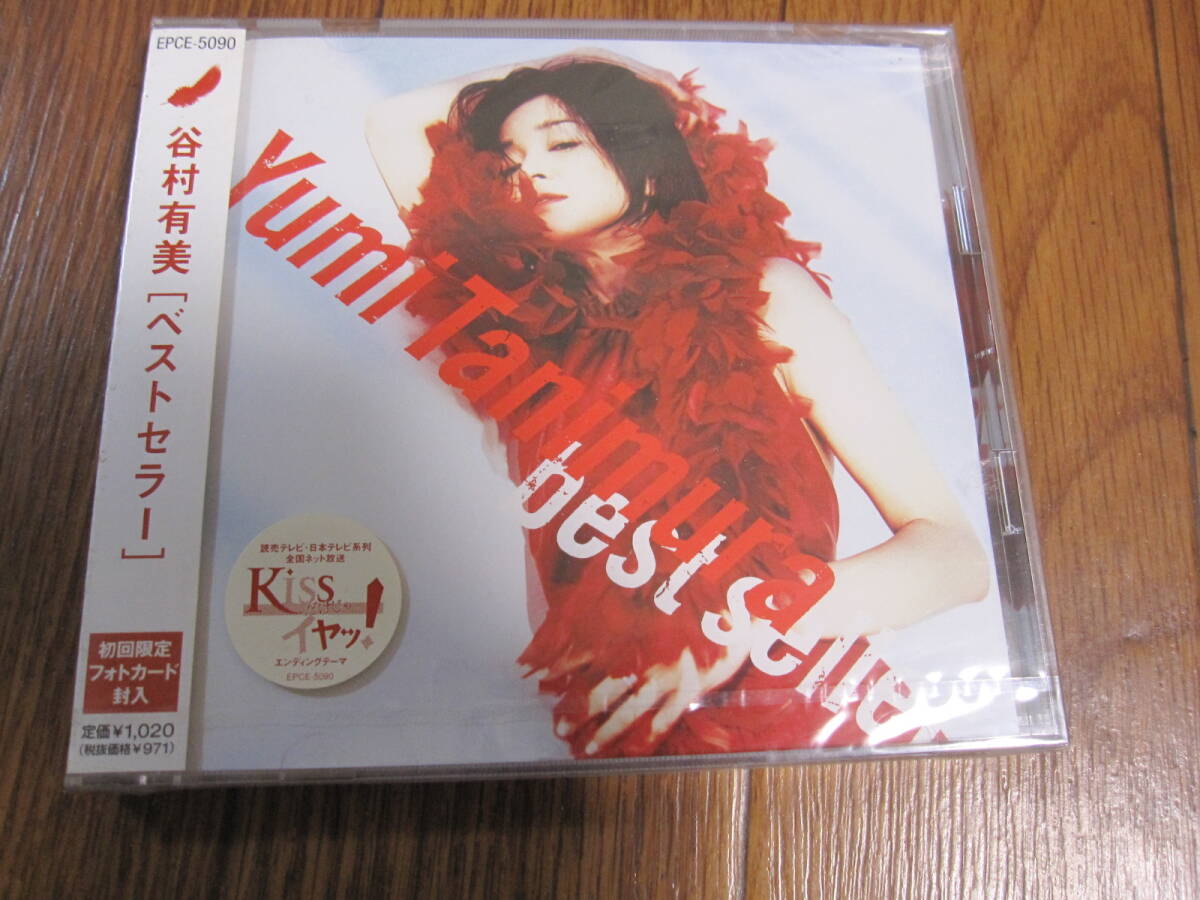 EPCE-5090
谷村有美[ベストセラー]
初回限定
フォトカード
封入
定価¥1,020
(税抜価格¥971)
Yumi Tanimura
best seller
読売テレビ・日本テレビ系列
全国ネット放送
Kiss
イヤッ!
エンディングテーマ
EPCE-5090